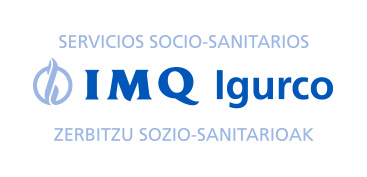 SERVICIOS SOCIO-SANITARIOS
IMQ Igurco
ZERBITZU SOZIO-SANITARIOAK